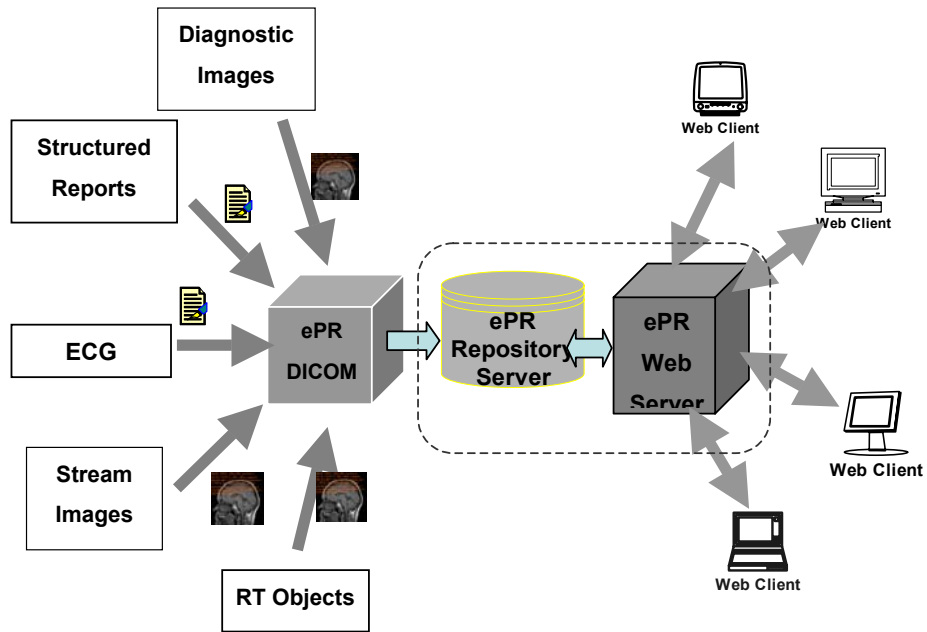 Diagnostic
Images
Structured
Reports
ECG
Stream
Images
RT Objects
ePR
DICOM
ePR
Repository
Server
ePR
Web
Server
Web Client
Web Client
Web Client
Web Client